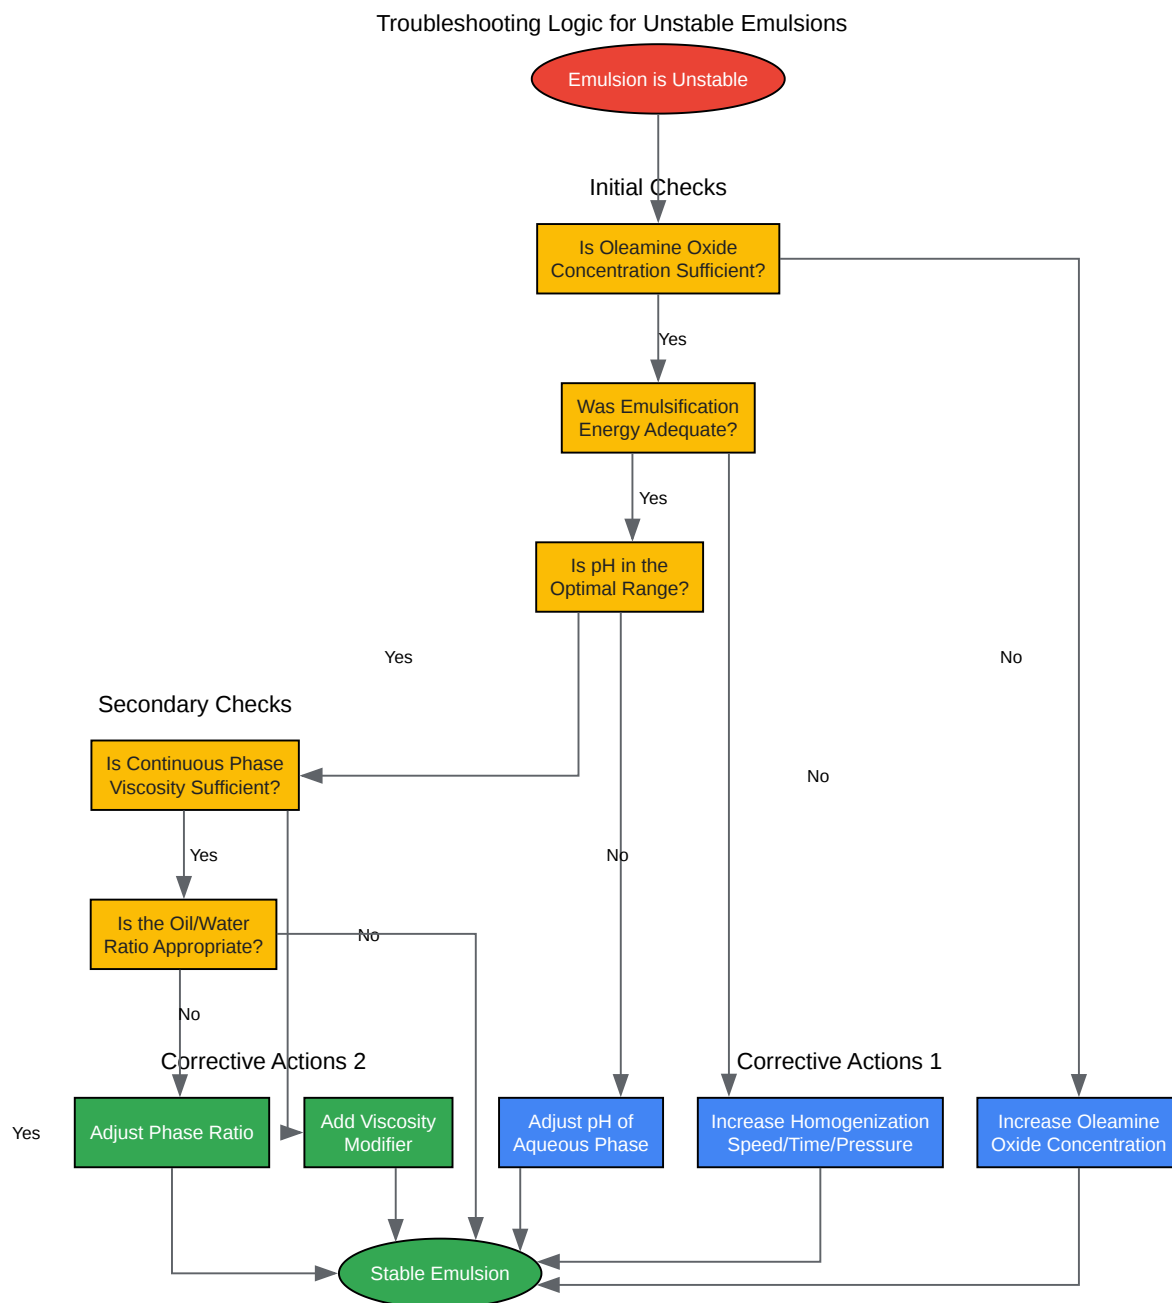 Troubleshooting Logic for Unstable Emulsions
Emulsion is Unstable
Initial Checks
Is Oleamine Oxide
Concentration Sufficient?
Yes
Was Emulsification
Energy Adequate?
Yes
Is pH in the
Optimal Range?
Yes
No
Secondary Checks
Is Continuous Phase
Viscosity Sufficient?
No
Yes
No
Is the Oil/Water
Ratio Appropriate?
No
No
Corrective Actions 2
Corrective Actions 1
Yes
Adjust Phase Ratio
Add Viscosity
Modifier
Adjust pH of
Aqueous Phase
Increase Homogenization
Speed/Time/Pressure
Increase Oleamine
Oxide Concentration
Stable Emulsion